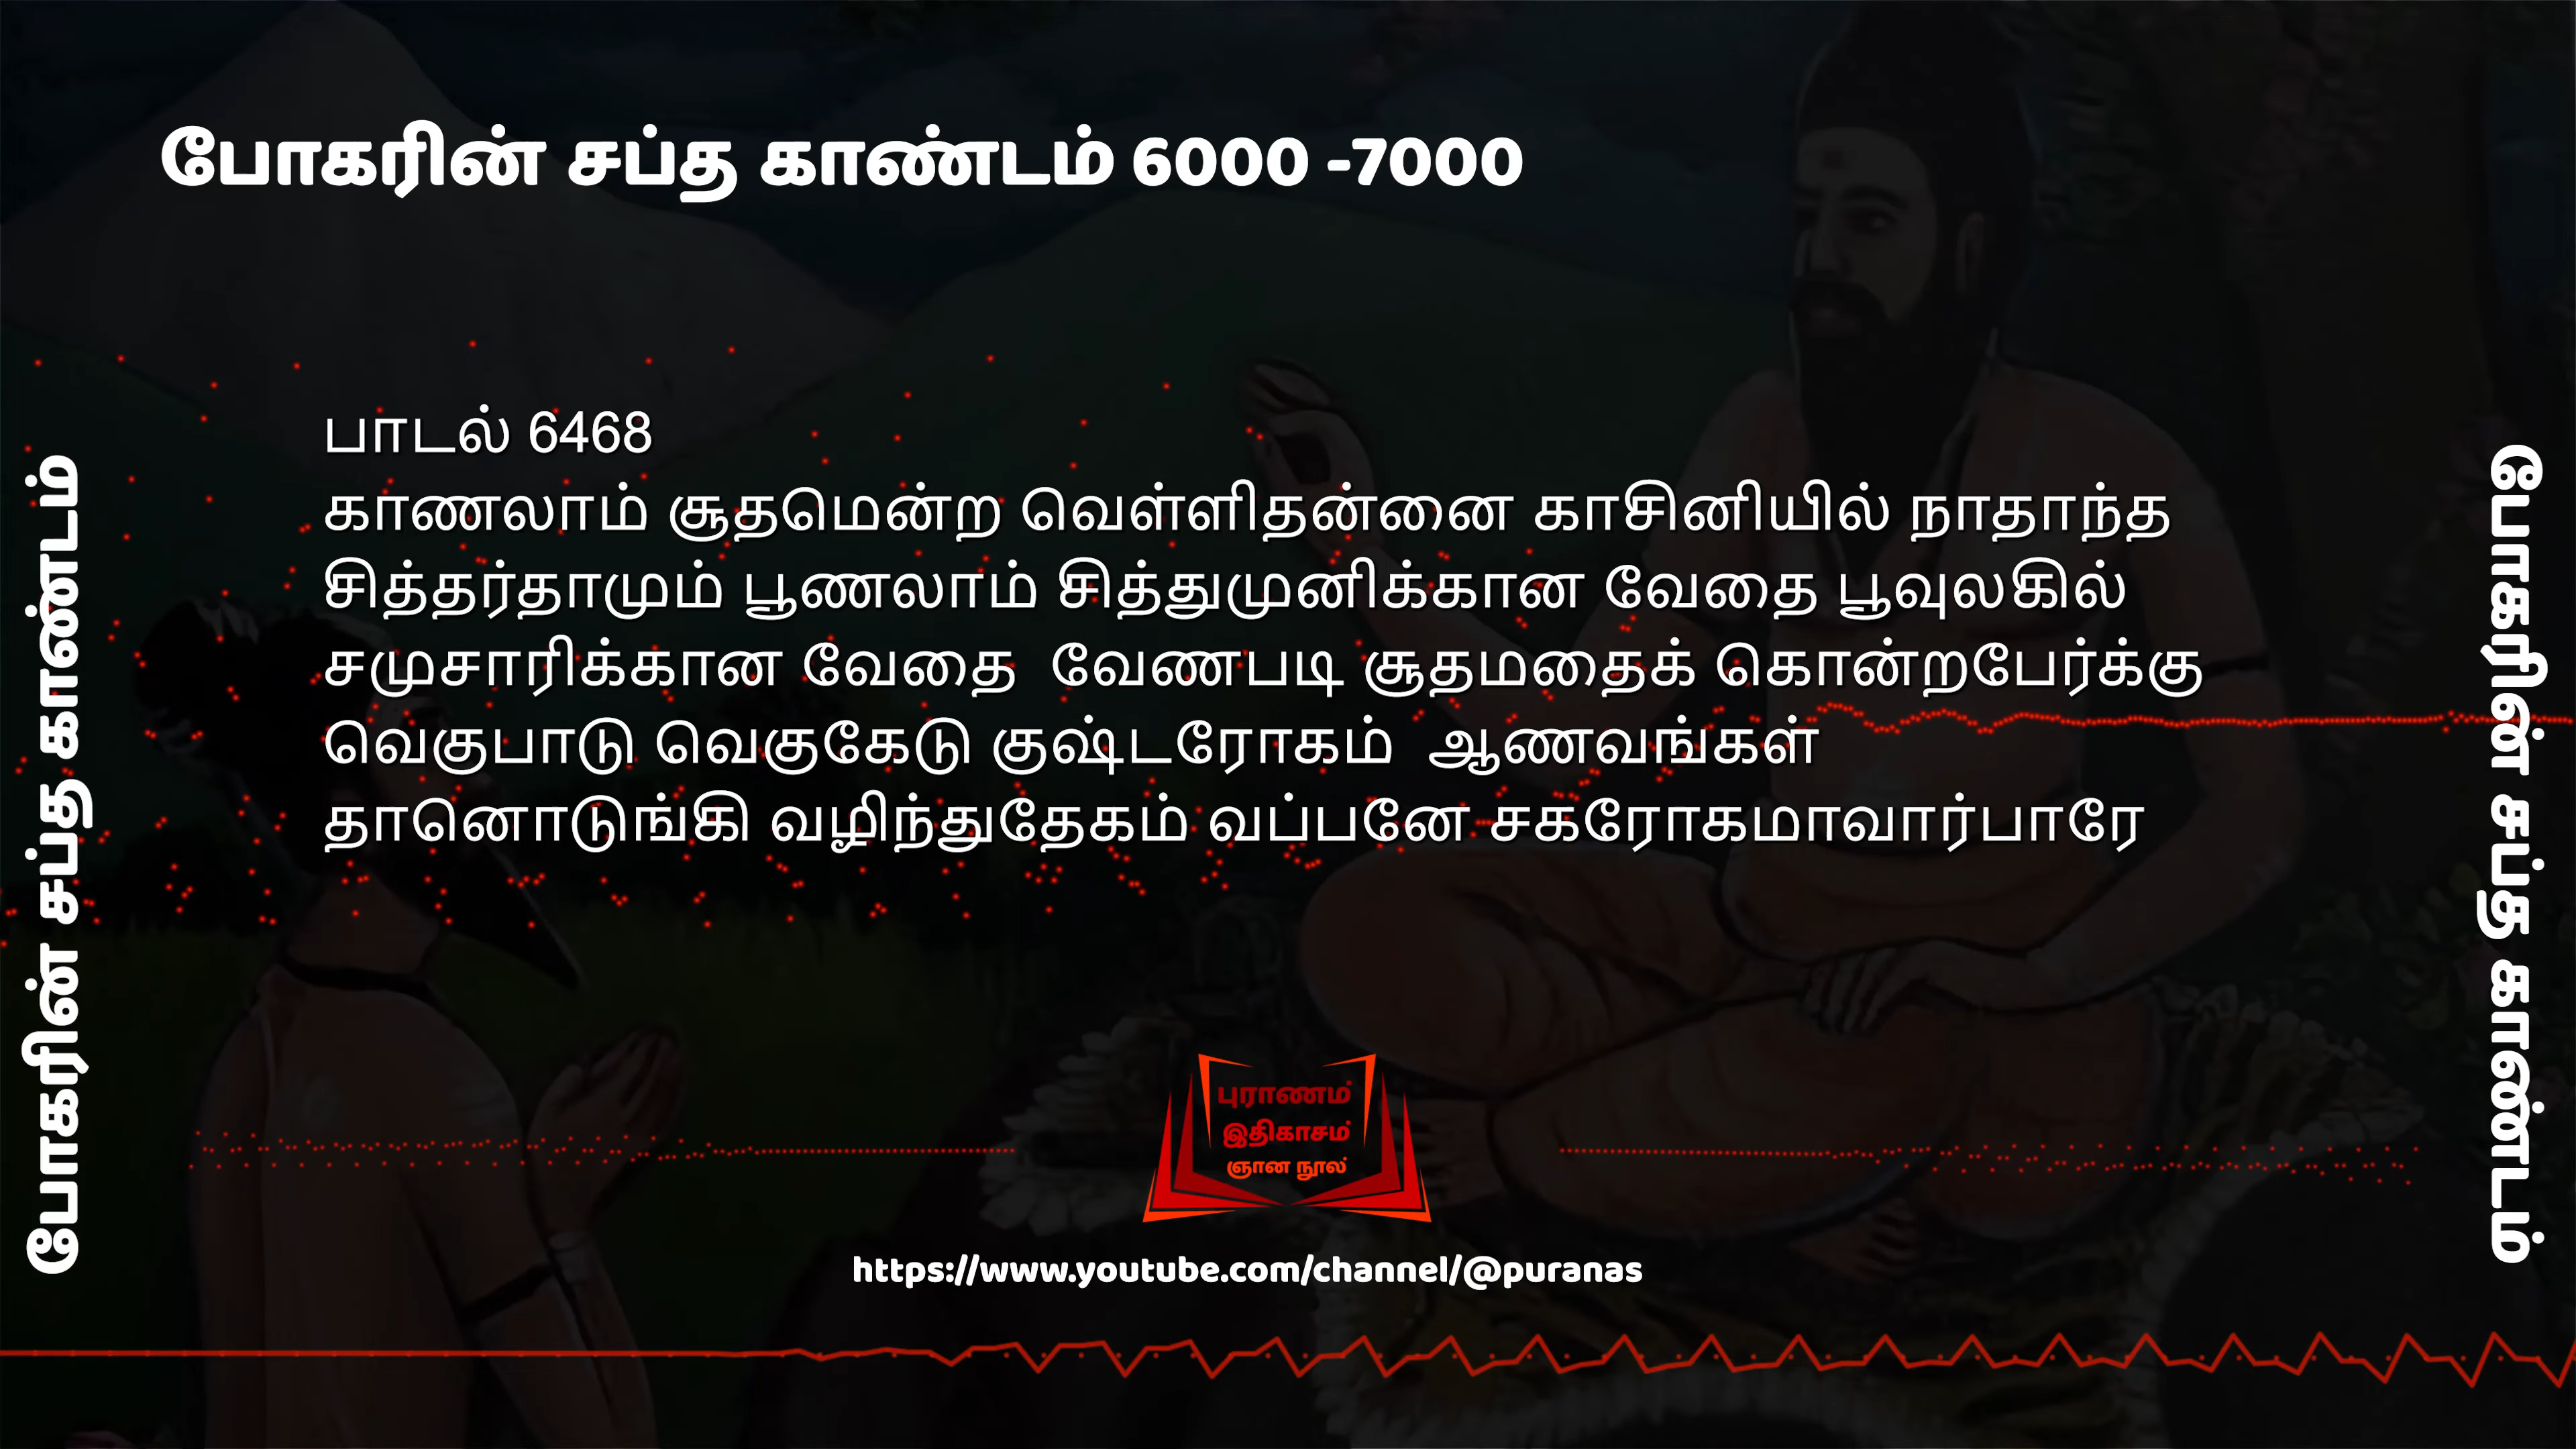 போகரின் சப்த காண்டம் 6000 -7000
பாடல் 6468
காணலாம் சூதமென்ற வெள்ளிதன்னை காசினியில் நாதாந்த
சித்தர்தாமும் பூணலாம் சித்துமுனிக்கான வேதை பூவுலகில்
சமுசாரிக்கான வேதை  வேணபடி சூதமதைக் கொன்றபேர்க்கு
வெகுபாடு வெகுகேடு குஷ்டரோகம்  ஆணவங்கள்
தானொடுங்கி வழிந்துதேகம் வப்பனே சகரோகமாவார்பாரே
போகரின் சப்த காண்டம்
போகரின் சப்த காண்டம்
புராணம்
இதிகாசம்
ஞான நூல்
https://www.youtube.com/channel/@puranas